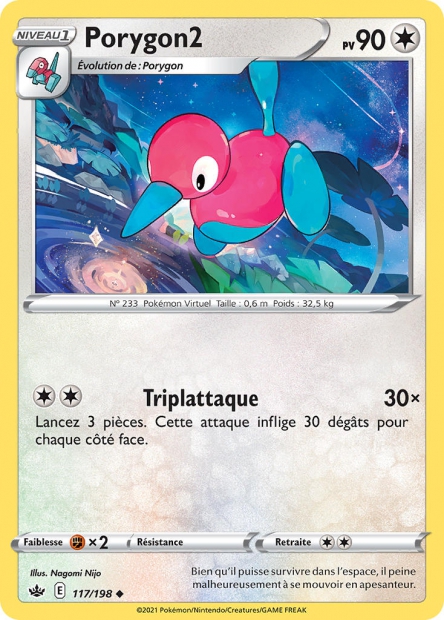 NIVEAU 1
Porygon2
PV 90
Évolution de : Porygon
N° 233 Pokémon Virtuel Taille : 0,6 m Poids : 32,5 kg
Triplattaque 30×
Lancez 3 pièces. Cette attaque inflige 30 dégâts pour
chaque côté face.
Faiblesse ×2 Résistance Retraite
Illus. Nagomi Nijo
E 117/198
Bien qu'il puisse survivre dans l'espace, il peine
malheureusement à se mouvoir en apesanteur.
©2021 Pokémon/Nintendo/Creatures/GAME FREAK